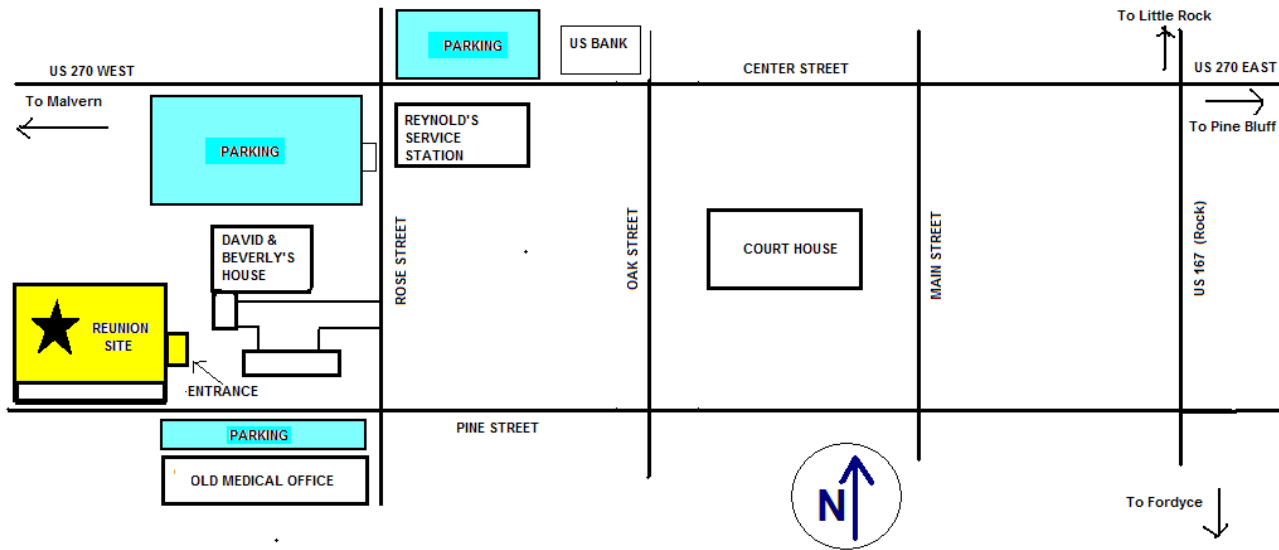 To Little Rock
PARKING
US BANK
US 270 WEST
CENTER STREET
US 270 EAST
To Malvern
To Pine Bluff
REYNOLD'S
SERVICE
STATION
PARKING
ROSE STREET
OAK STREET
MAIN STREET
US 167 (Rock)
DAVID &
BEVERLY'S
HOUSE
COURT HOUSE
REUNION
SITE
ENTRANCE
PARKING
PINE STREET
OLD MEDICAL OFFICE
N
To Fordyce